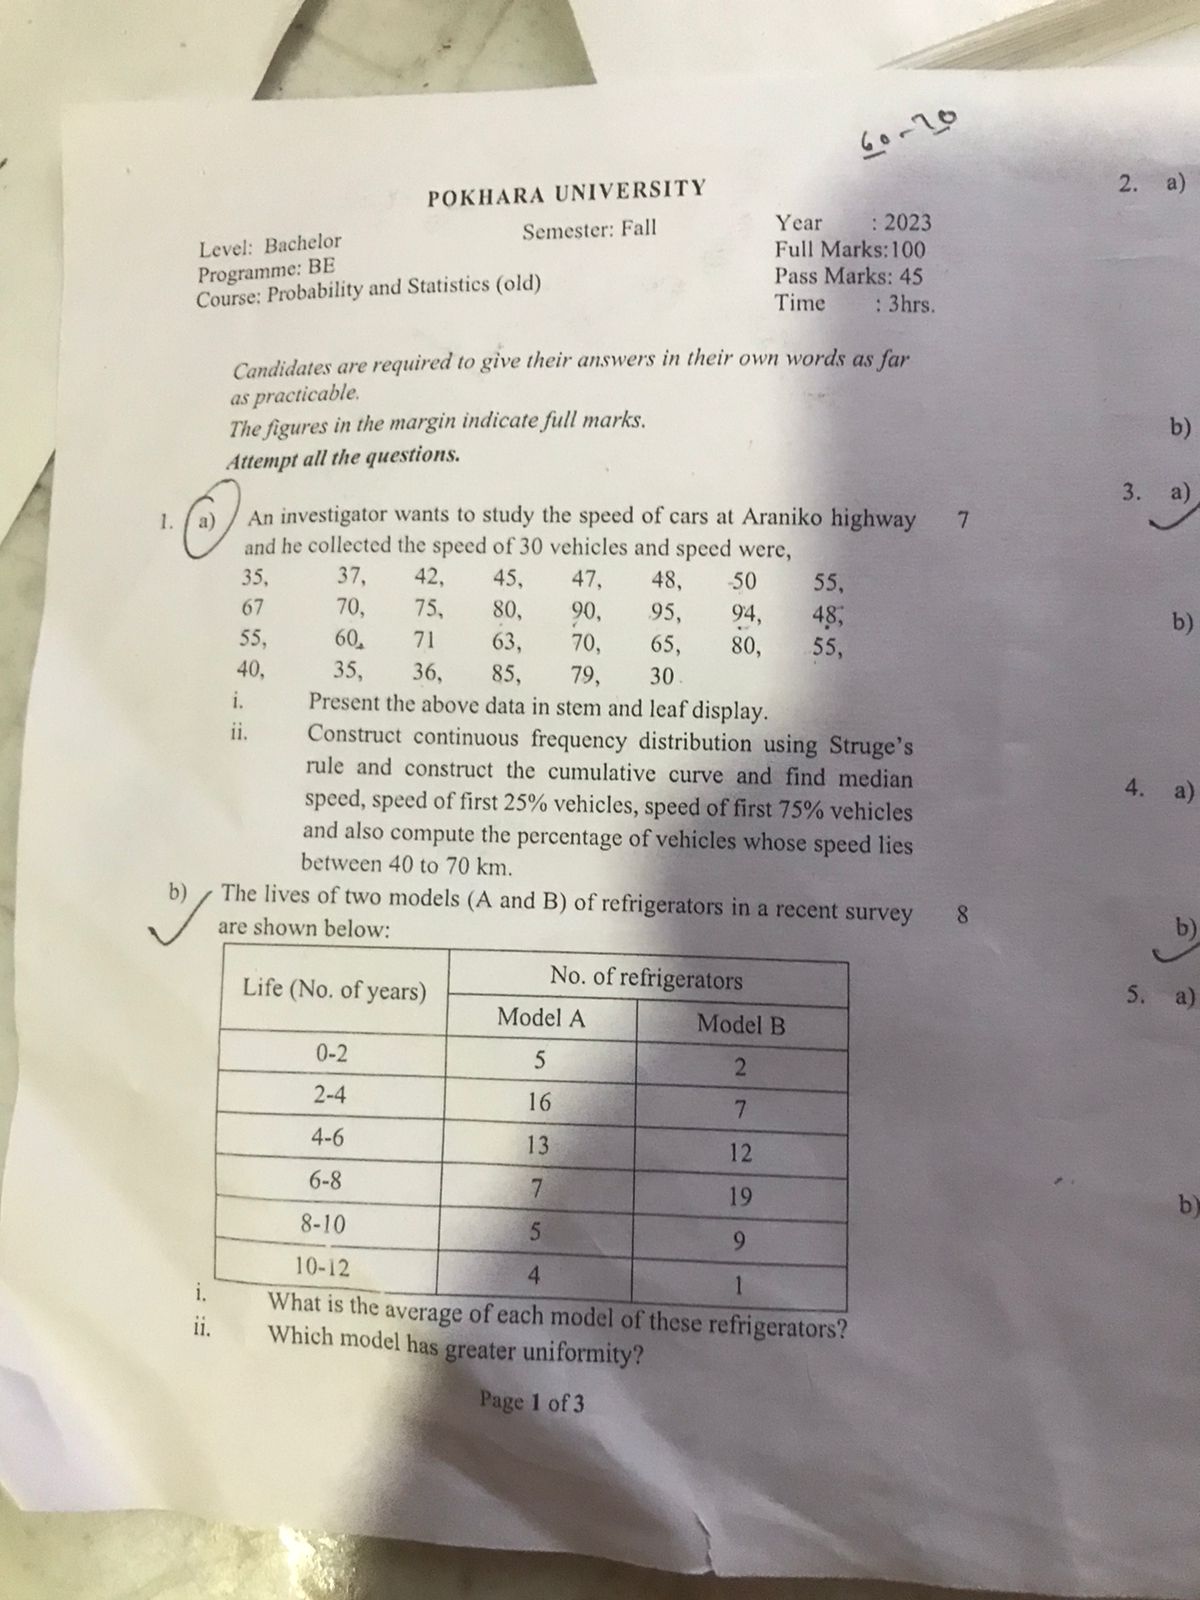 60-70
POKHARA UNIVERSITY
Level: Bachelor Semester: Fall Year : 2023
Programme: BE Full Marks:100
Course: Probability and Statistics (old) Pass Marks: 45
Time : 3hrs.
Candidates are required to give their answers in their own words as far
as practicable.
The figures in the margin indicate full marks.
Attempt all the questions.
1. a) An investigator wants to study the speed of cars at Araniko highway 7
and he collected the speed of 30 vehicles and speed were,
35, 37, 42, 45, 47, 48, 50 55,
67 70, 75, 80, 90, 95, 94, 48,
55, 60, 71 63, 70, 65, 80, 55,
40, 35, 36, 85, 79, 30
i. Present the above data in stem and leaf display.
ii. Construct continuous frequency distribution using Struge's
rule and construct the cumulative curve and find median
speed, speed of first 25% vehicles, speed of first 75% vehicles
and also compute the percentage of vehicles whose speed lies
between 40 to 70 km.
b) The lives of two models (A and B) of refrigerators in a recent survey 8
are shown below:
Life (No. of years) No. of refrigerators
Model A Model B
0-2 5 2
2-4 16 7
4-6 13 12
6-8 7 19
8-10 5 9
10-12 4 1
i. What is the average of each model of these refrigerators?
ii. Which model has greater uniformity?
Page 1 of 3
2. a)
b)
3. a)
b)
4. a)
b)
5. a)
b)